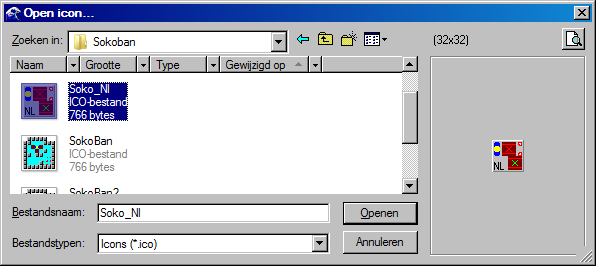 Open icon...
Zoeken in: Sokoban (32x32)
Naam Grootte Type Gewijzigd op
NL Soko_Nl
ICO-bestand
766 bytes
NL
SokoBan
ICO-bestand
766 bytes
SokoBan2
Bestandsnaam: Soko_Nl Openen
Bestandstypen: Icons (*.ico) Annuleren